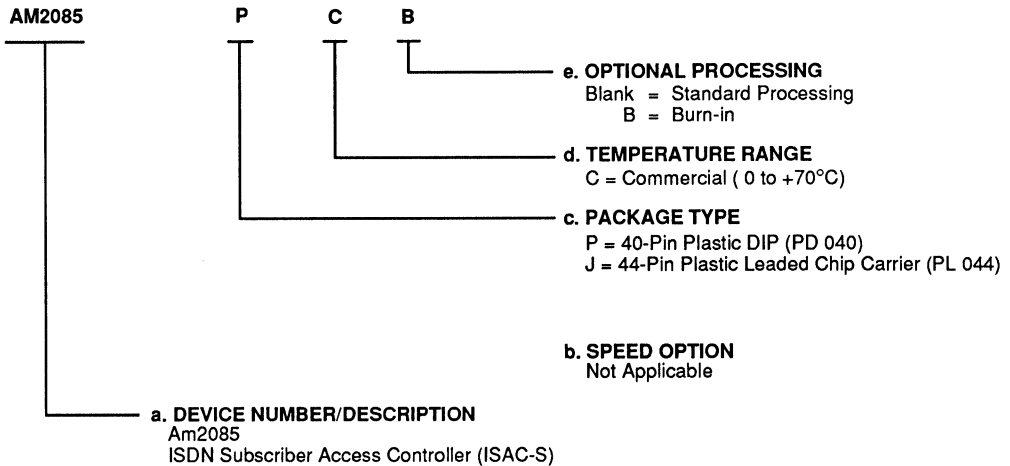 AM2085 P C B
e. OPTIONAL PROCESSING
Blank = Standard Processing
B = Burn-in
d. TEMPERATURE RANGE
C = Commercial ( 0 to +70°C)
c. PACKAGE TYPE
P = 40-Pin Plastic DIP (PD 040)
J = 44-Pin Plastic Leaded Chip Carrier (PL 044)
b. SPEED OPTION
Not Applicable
a. DEVICE NUMBER/DESCRIPTION
Am2085
ISDN Subscriber Access Controller (ISAC-S)